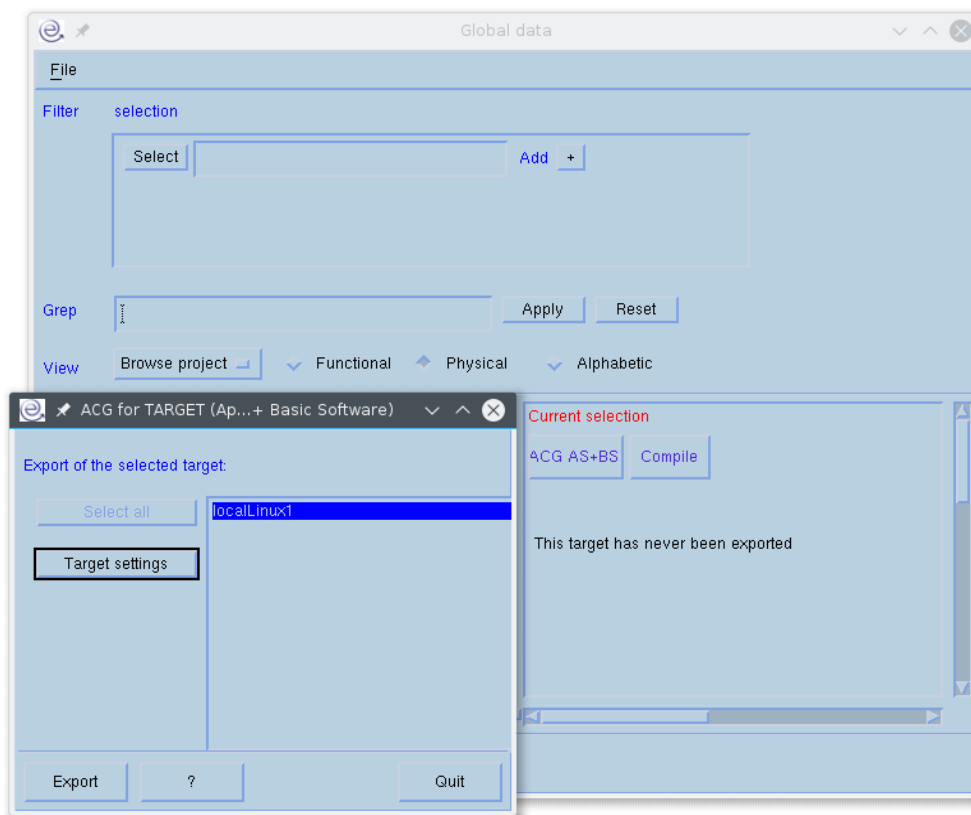 Global data
File
Filter selection
Select Add +
Grep Apply Reset
View Browse project Functional Physical Alphabetic
ACG for TARGET (Ap...+ Basic Software)
Export of the selected target:
Select all localLinux1
Target settings
Export ? Quit
Current selection
ACG AS+BS Compile
This target has never been exported